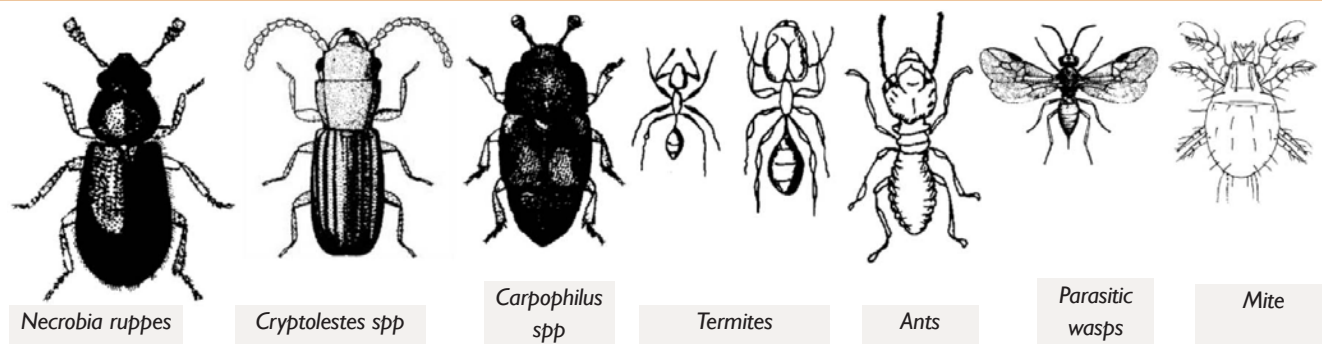 Necrobia ruppes
Cryptolestes spp
Carpophilus
spp
Termites
Ants
Parasitic
wasps
Mite